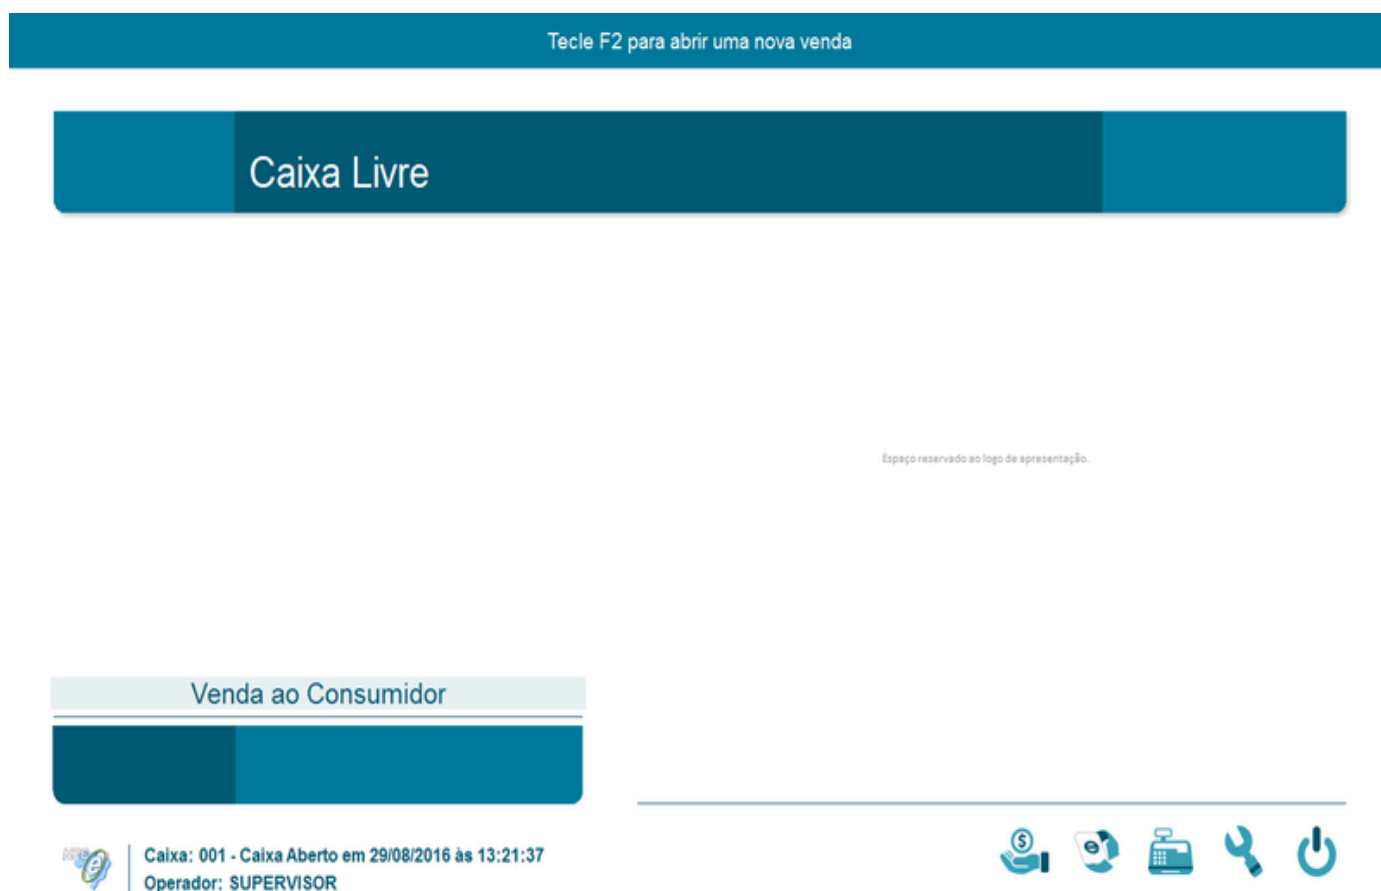 Tecle F2 para abrir uma nova venda
Caixa Livre
Espaço reservado ao logo de apresentação.
Venda ao Consumidor
Caixa: 001 - Caixa Aberto em 29/08/2016 às 13:21:37
Operador: SUPERVISOR